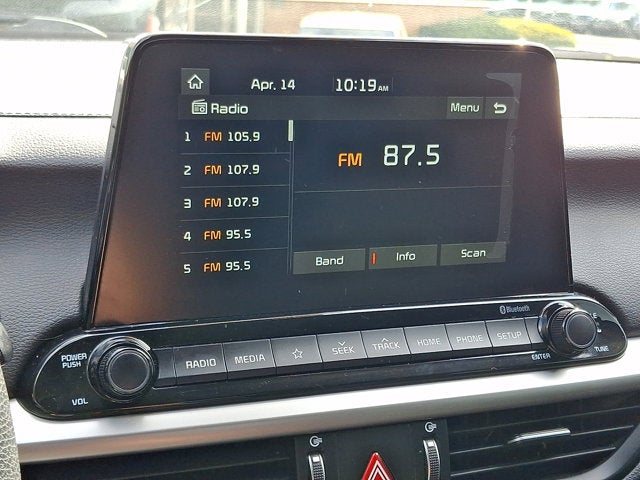 Apr. 14 10:19 AM
Radio Menu
1 FM 105.9
2 FM 107.9
3 FM 107.9
4 FM 95.5
5 FM 95.5
FM 87.5
Band Info Scan
Bluetooth
POWER
PUSH
VOL
RADIO MEDIA SEEK TRACK HOME PHONE SETUP
ENTER
TUNE